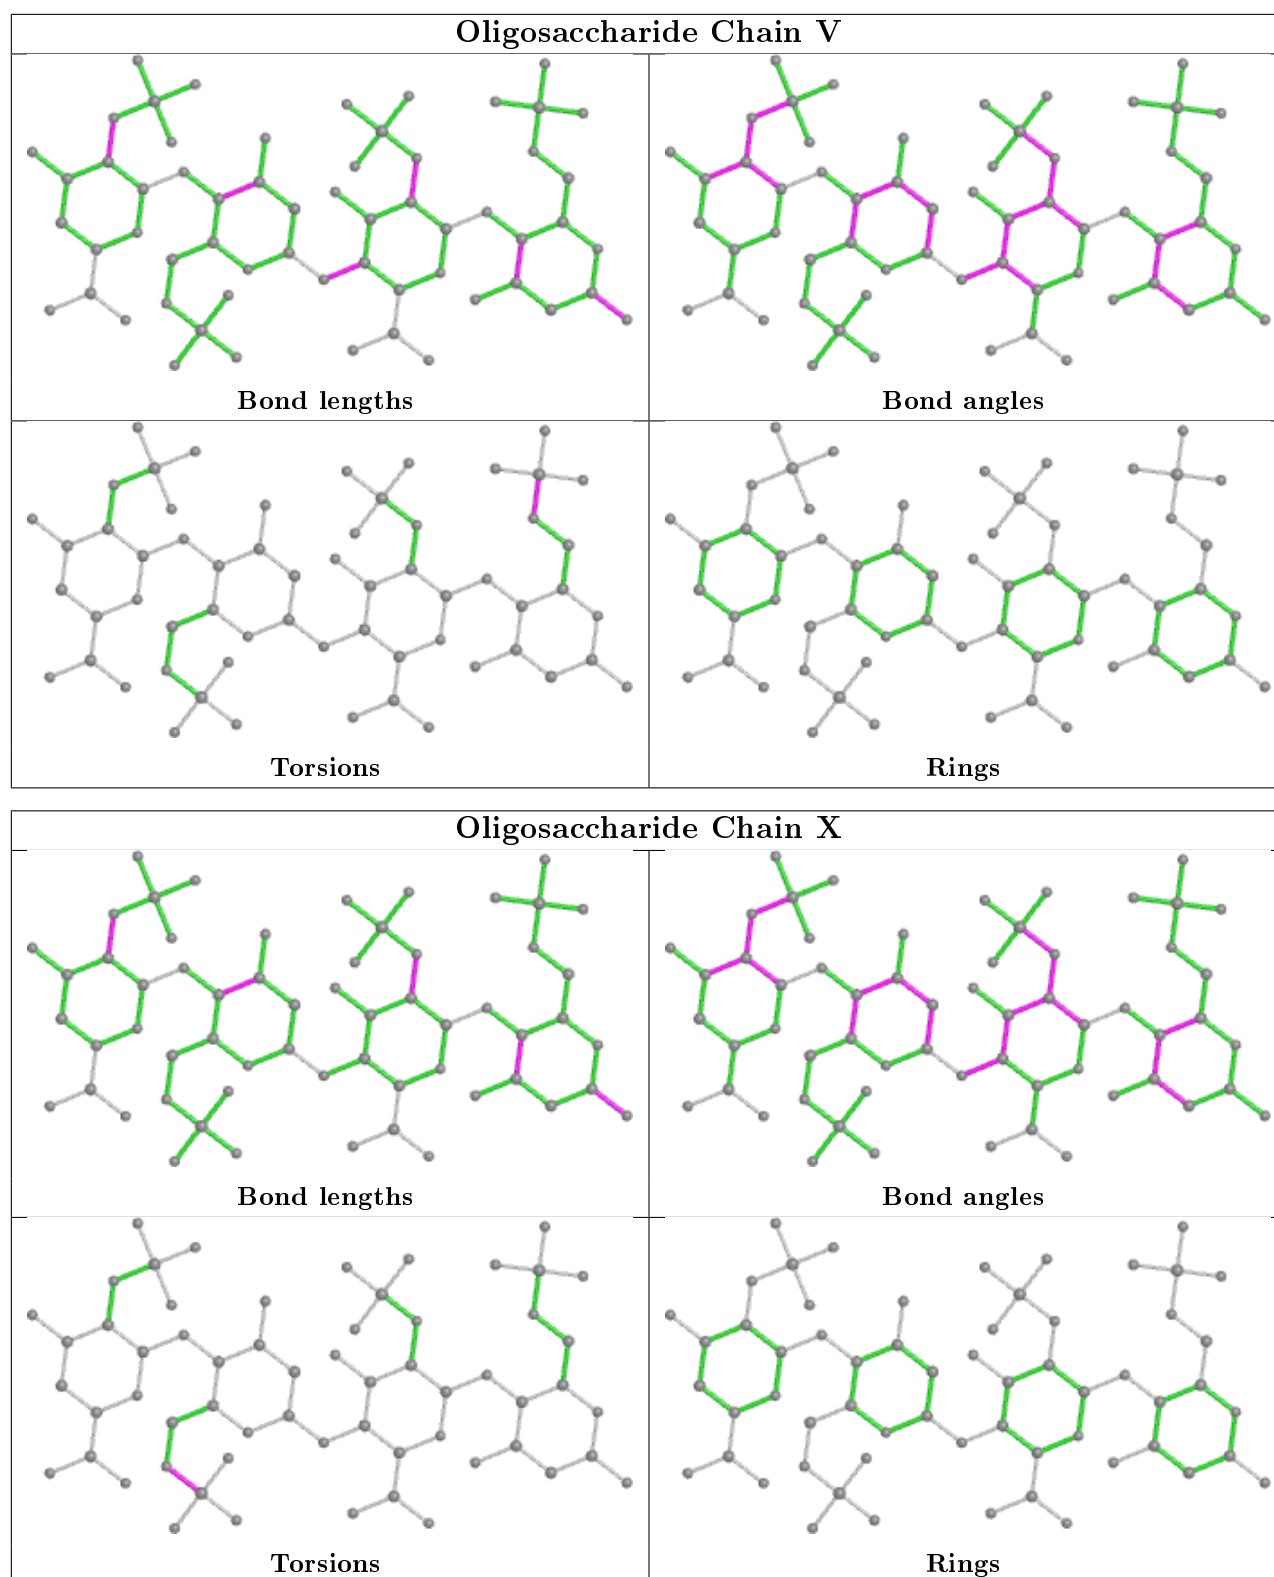 Oligosaccharide Chain V
Bond lengths
Bond angles
Torsions
Rings
Oligosaccharide Chain X
Bond lengths
Bond angles
Torsions
Rings